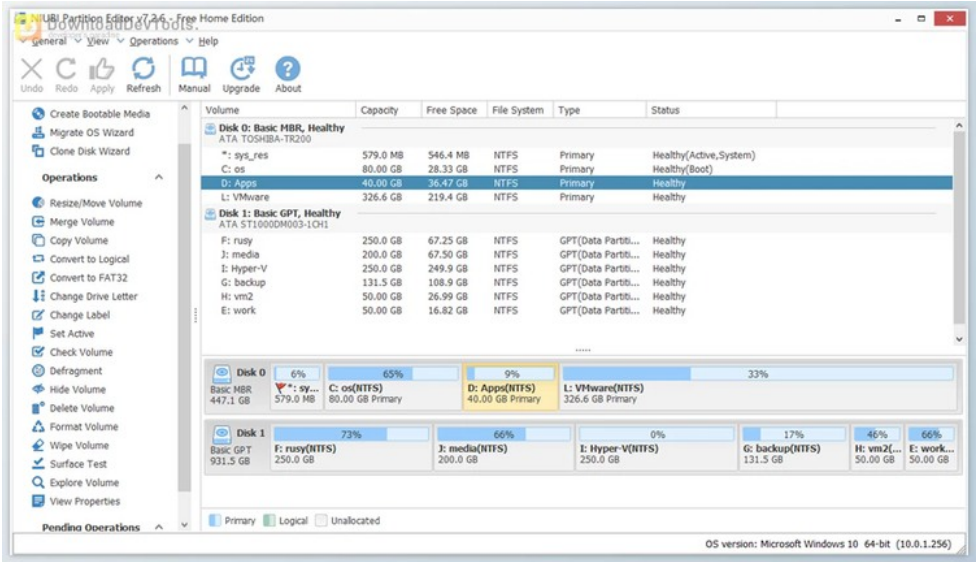 NIUBI Partition Editor v7.2.6 - Free Home Edition
DownloadDevTools.
General View Operations Help
Undo Redo Apply Refresh Manual Upgrade About
Create Bootable Media
Migrate OS Wizard
Clone Disk Wizard
Operations
Resize/Move Volume
Merge Volume
Copy Volume
Convert to Logical
Convert to FAT32
Change Drive Letter
Change Label
Set Active
Check Volume
Defragment
Hide Volume
Delete Volume
Format Volume
Wipe Volume
Surface Test
Explore Volume
View Properties
Pending Operations
Volume Capacity Free Space File System Type Status
Disk 0: Basic MBR, Healthy
ATA TOSHIBA-TR200
*: sys_res 579.0 MB 546.4 MB NTFS Primary Healthy(Active,System)
C: os 80.00 GB 28.33 GB NTFS Primary Healthy(Boot)
D: Apps 40.00 GB 36.47 GB NTFS Primary Healthy
L: VMware 326.6 GB 219.4 GB NTFS Primary Healthy
Disk 1: Basic GPT, Healthy
ATA ST1000DM003-1CH1
F: rusy 250.0 GB 67.25 GB NTFS GPT(Data Partiti... Healthy
J: media 200.0 GB 67.50 GB NTFS GPT(Data Partiti... Healthy
I: Hyper-V 250.0 GB 249.9 GB NTFS GPT(Data Partiti... Healthy
G: backup 131.5 GB 108.9 GB NTFS GPT(Data Partiti... Healthy
H: vm2 50.00 GB 26.99 GB NTFS GPT(Data Partiti... Healthy
E: work 50.00 GB 16.82 GB NTFS GPT(Data Partiti... Healthy
Disk 0 6% 65% 9% 33%
Basic MBR *: sy... C: os(NTFS) D: Apps(NTFS) L: VMware(NTFS)
447.1 GB 579.0 MB 80.00 GB Primary 40.00 GB Primary 326.6 GB Primary
Disk 1 73% 66% 0% 17% 46% 66%
Basic GPT F: rusy(NTFS) J: media(NTFS) I: Hyper-V(NTFS) G: backup(NTFS) H: vm2(... E: work...
931.5 GB 250.0 GB 200.0 GB 250.0 GB 131.5 GB 50.00 GB 50.00 GB
Primary Logical Unallocated
OS version: Microsoft Windows 10 64-bit (10.0.1.256)